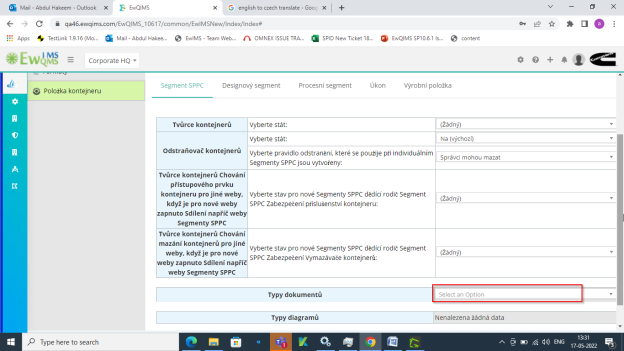 Mail - Abdul Hakeem - Outlook
EwQIMS
english to czech translate - Goo
qa46.ewqims.com/EwQIMS_10617/common/EwIMSNew/Index/Index#
Apps
TestLink 1.9.16 (Mo...
Mail - Abdul Hakee...
EwIMS - Team Web...
OMNEX ISSUE TRA...
SPID New Ticket 18...
EwQIMS SP10.6.1 Is...
content
EwIMS
QMS
Corporate HQ
Položka kontejneru
Segment SPPC
Designový segment
Procesní segment
Úkon
Výrobní položka
Tvůrce kontejnerů
Vyberte stát:
(Žádný)
Odstraňovač kontejnerů
Vyberte stát:
Na (výchozí)
Vyberte pravidlo odstranění, které se použije při individuálním
Segmenty SPPC jsou vytvořeny:
Správci mohou mazat
Tvůrce kontejnerů Chování
přístupového prvku
kontejneru pro jiné weby,
když je pro nové weby
zapnuto Sdílení napříč weby
Segmenty SPPC
Vyberte stav pro nové Segmenty SPPC dědící rodič Segment
SPPC Zabezpečení příslušenství kontejneru:
(Žádný)
Tvůrce kontejnerů Chování
mazání kontejnerů pro jiné
weby, když je pro nové
weby zapnuto Sdílení napříč
weby Segmenty SPPC
Vyberte stav pro nové Segmenty SPPC dědící rodič Segment
SPPC Zabezpečení Vymazávače kontejnerů:
(Žádný)
Typy dokumentů
Select an Option
Typy diagramů
Nenalezena žádná data
Type here to search
ENG
13:31
17-05-2022